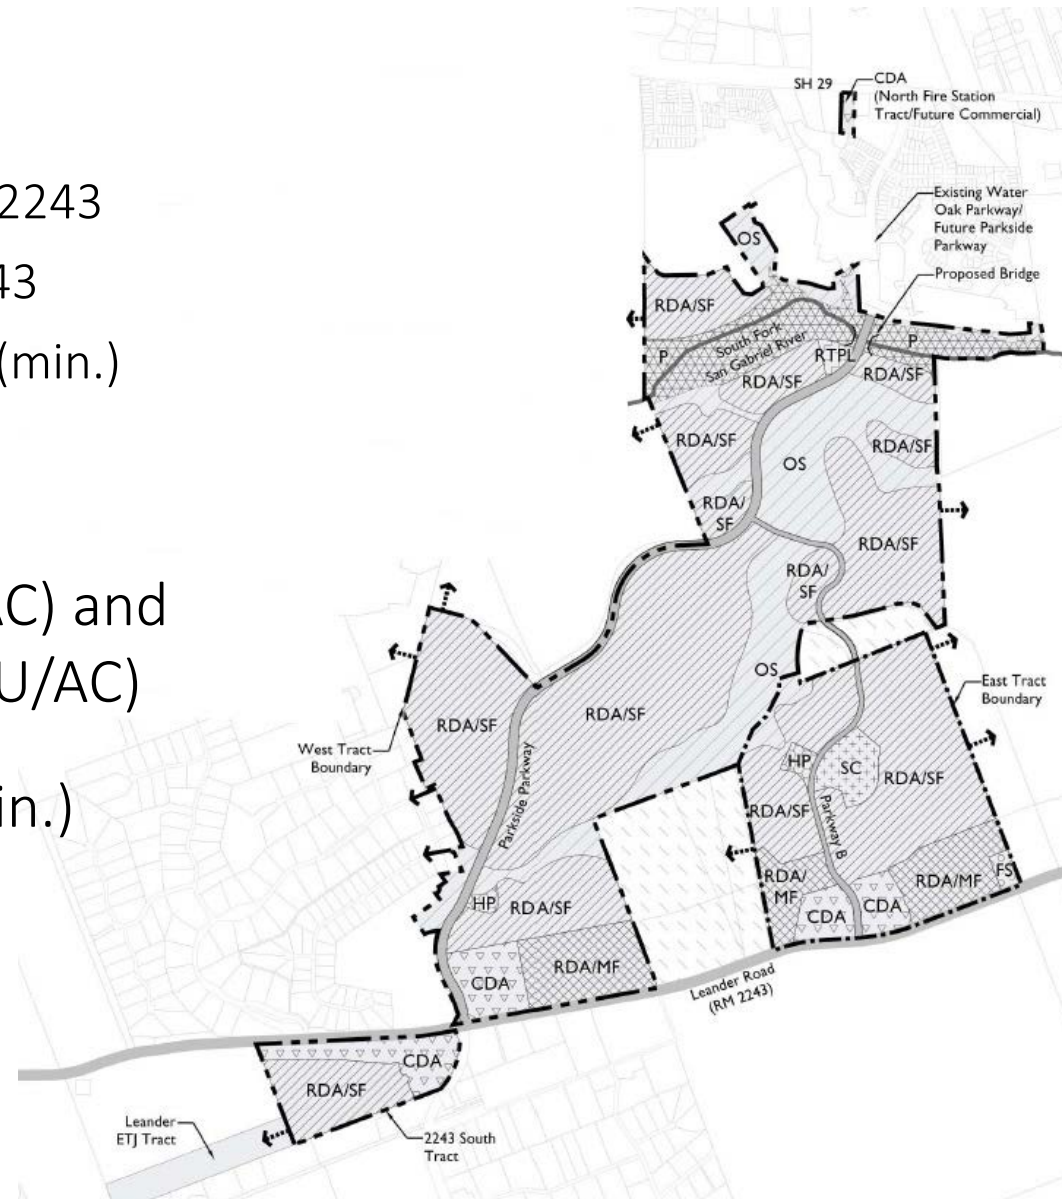 2243
43
(min.)
AC) and
U/AC)
in.)
SH 29
CDA
(North Fire Station
Tract/Future Commercial)
Existing Water
Oak Parkway/
Future Parkside
Parkway
Proposed Bridge
OS
RDA/SF
P
South Fork
San Gabriel River
P
RTPL
RDA/SF
RDA/SF
RDA/SF
RDA/SF
OS
RDA/
SF
RDA/SF
RDA/
SF
OS
East Tract
Boundary
RDA/SF
RDA/SF
West Tract
Boundary
Parkside Parkway
HP
SC
RDA/SF
RDA/SF
Parkway B
RDA/
MF
RDA/MF
FS
CDA
CDA
HP
RDA/SF
CDA
RDA/MF
Leander Road
(RM 2243)
CDA
RDA/SF
Leander
ETJ Tract
2243 South
Tract